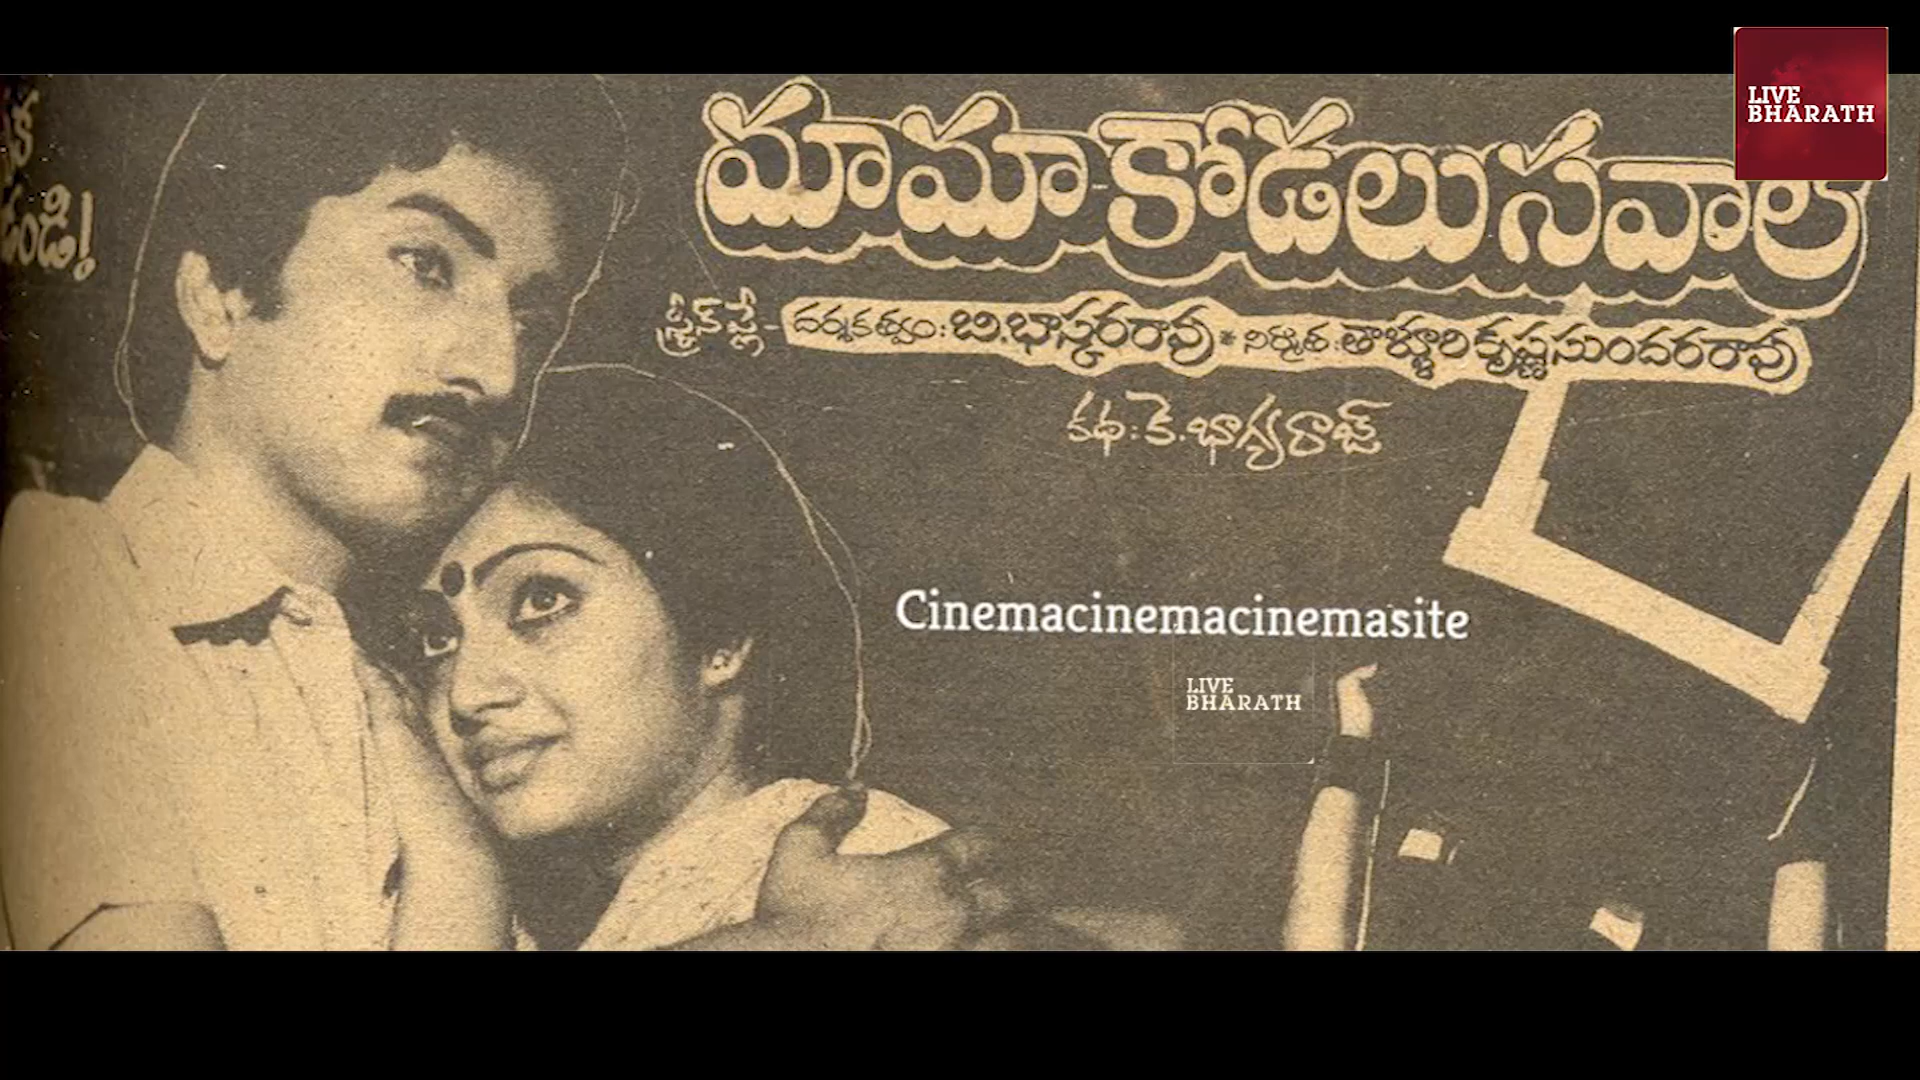 డండి!
మామా-కోడలు సవాల్
స్క్రీన్ ప్లే-
దర్శకత్వం: బి.భాస్కరరావు * నిర్మాత: తాళ్ళూరి కృష్ణసుందరరావు
కథ: కె.భాగ్యరాజ్
Cinemacinemacinemasite
LIVE
BHARATH
LIVE
BHARATH